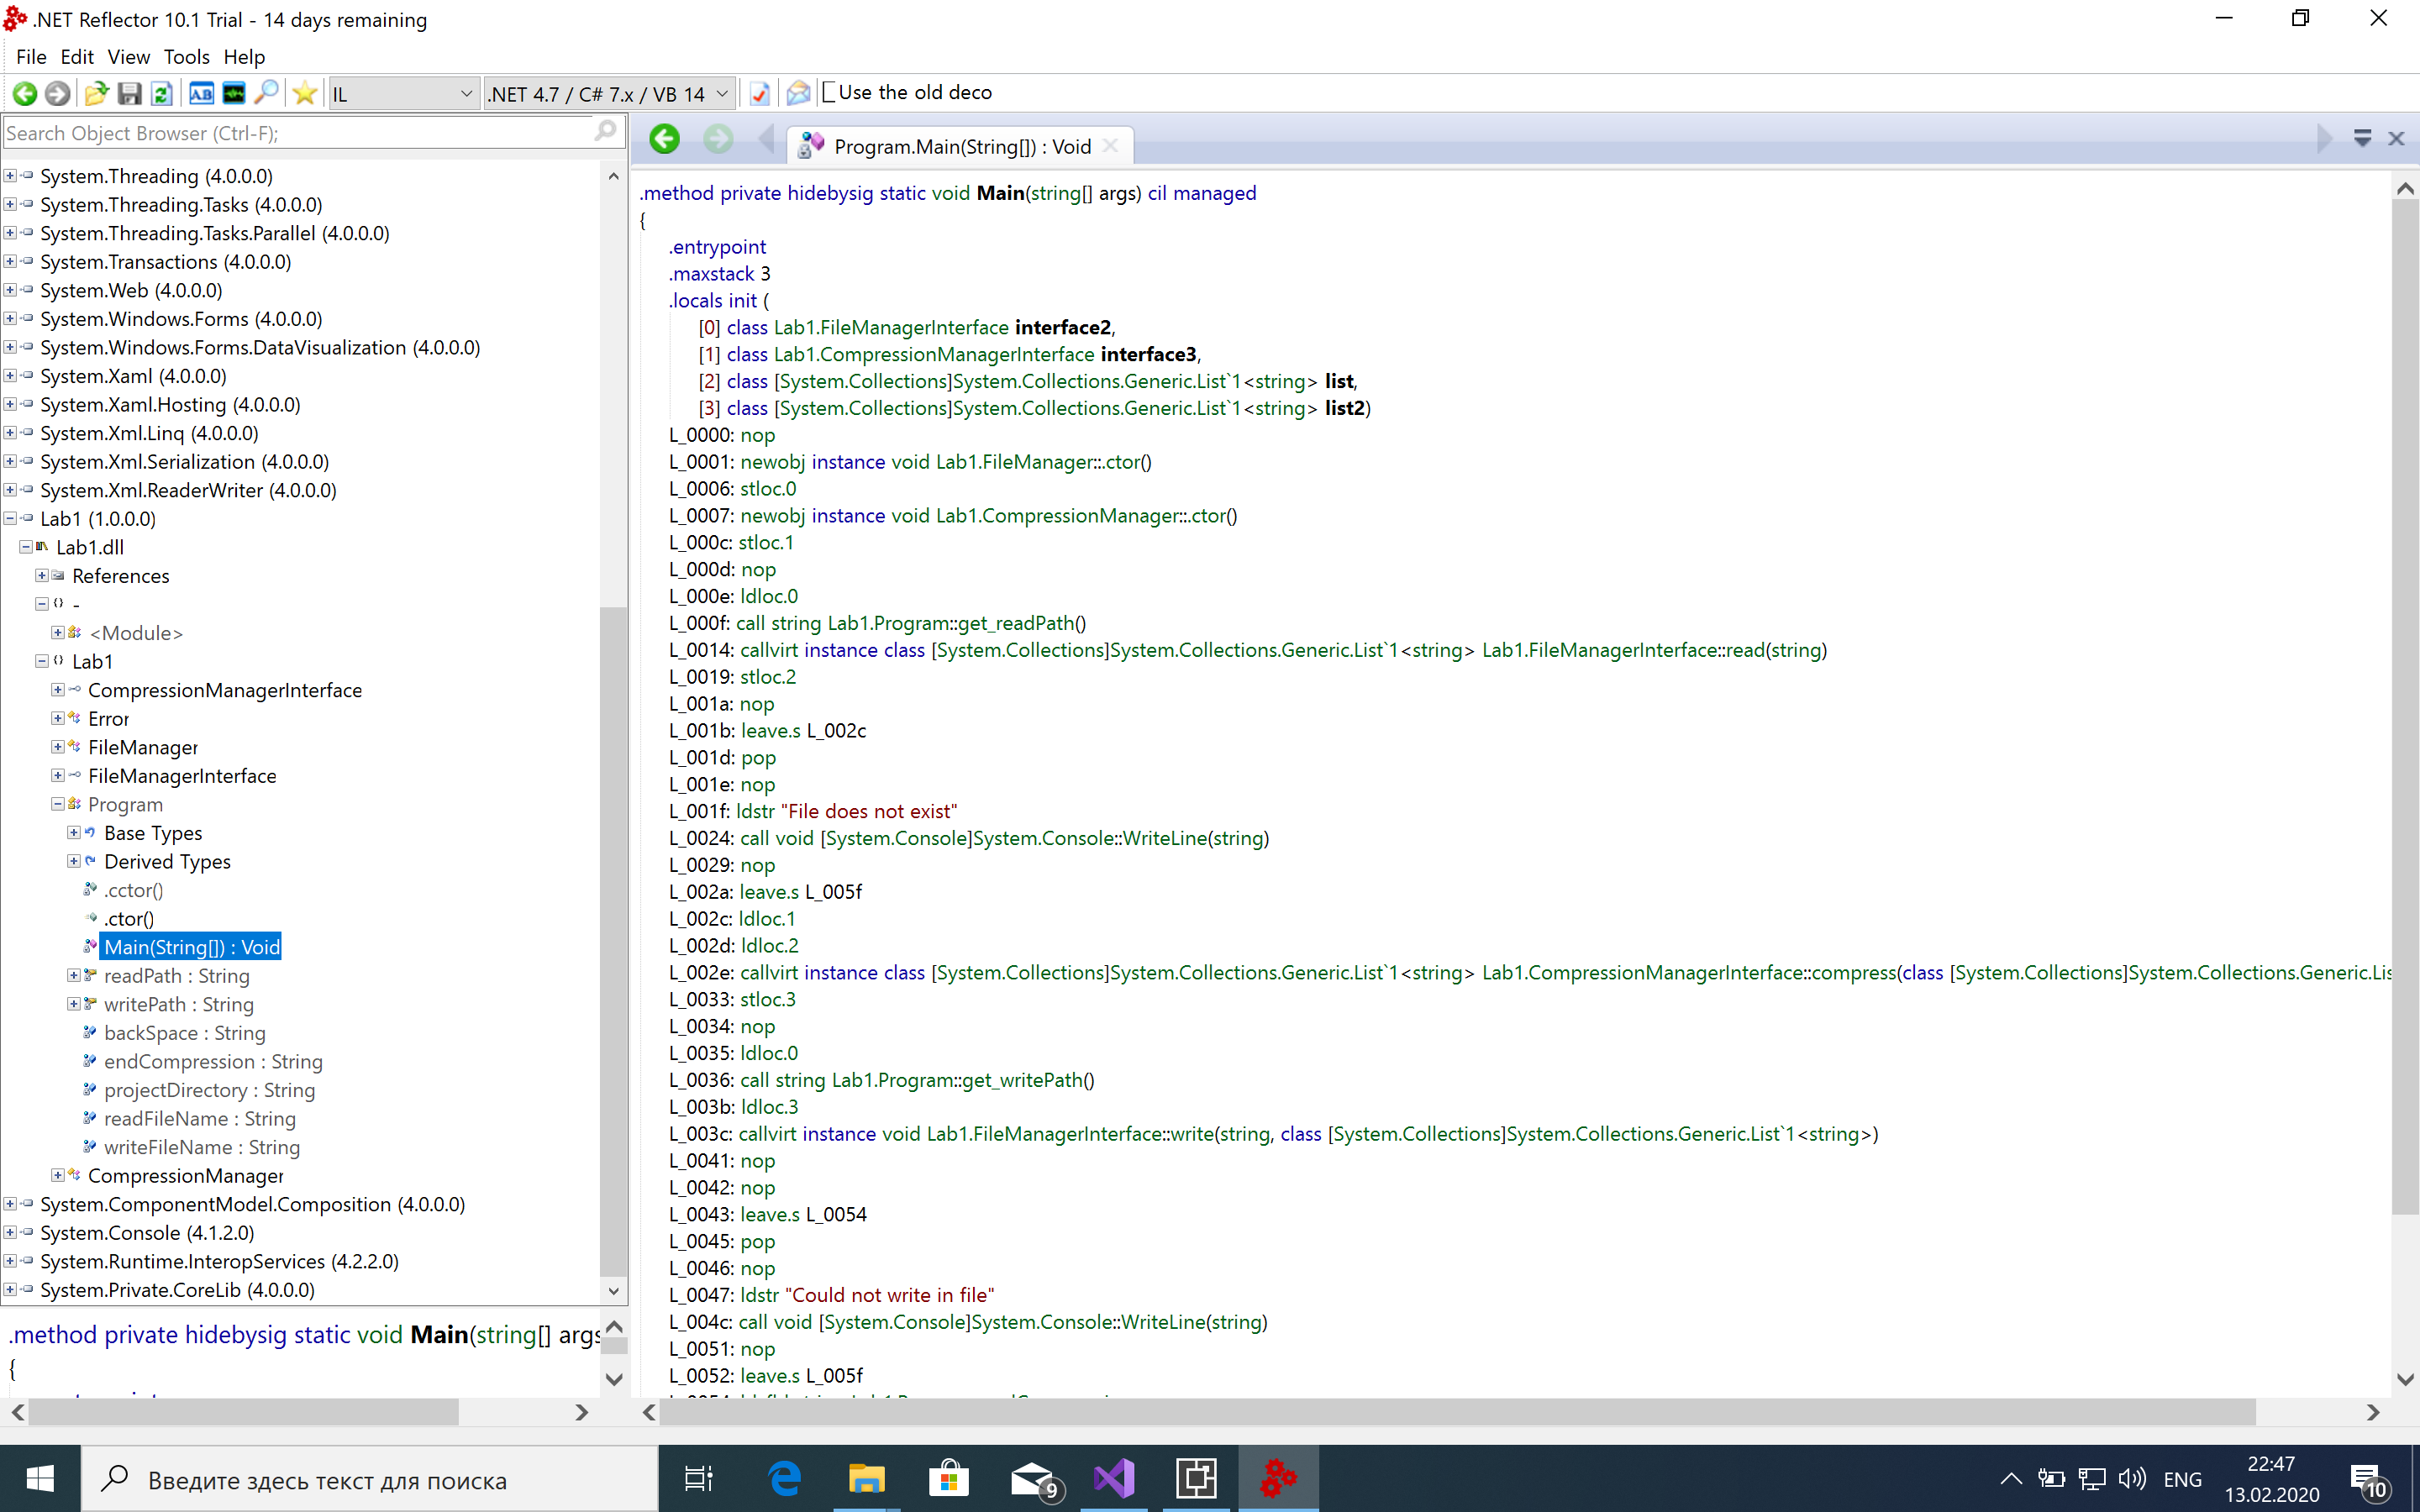 .NET Reflector 10.1 Trial - 14 days remaining
File Edit View Tools Help
IL .NET 4.7 / C# 7.x / VB 14 Use the old deco
Search Object Browser (Ctrl-F);
System.Threading (4.0.0.0)
System.Threading.Tasks (4.0.0.0)
System.Threading.Tasks.Parallel (4.0.0.0)
System.Transactions (4.0.0.0)
System.Web (4.0.0.0)
System.Windows.Forms (4.0.0.0)
System.Windows.Forms.DataVisualization (4.0.0.0)
System.Xaml (4.0.0.0)
System.Xaml.Hosting (4.0.0.0)
System.Xml.Linq (4.0.0.0)
System.Xml.Serialization (4.0.0.0)
System.Xml.ReaderWriter (4.0.0.0)
Lab1 (1.0.0.0)
Lab1.dll
References
{} -
<Module>
{} Lab1
CompressionManagerInterface
Error
FileManager
FileManagerInterface
Program
Base Types
Derived Types
.cctor()
.ctor()
Main(String[]) : Void
readPath : String
writePath : String
backSpace : String
endCompression : String
projectDirectory : String
readFileName : String
writeFileName : String
CompressionManager
System.ComponentModel.Composition (4.0.0.0)
System.Console (4.1.2.0)
System.Runtime.InteropServices (4.2.2.0)
System.Private.CoreLib (4.0.0.0)
.method private hidebysig static void Main(string[] args
{
Program.Main(String[]) : Void
.method private hidebysig static void Main(string[] args) cil managed
{
.entrypoint
.maxstack 3
.locals init (
[0] class Lab1.FileManagerInterface interface2,
[1] class Lab1.CompressionManagerInterface interface3,
[2] class [System.Collections]System.Collections.Generic.List`1<string> list,
[3] class [System.Collections]System.Collections.Generic.List`1<string> list2)
L_0000: nop
L_0001: newobj instance void Lab1.FileManager::.ctor()
L_0006: stloc.0
L_0007: newobj instance void Lab1.CompressionManager::.ctor()
L_000c: stloc.1
L_000d: nop
L_000e: ldloc.0
L_000f: call string Lab1.Program::get_readPath()
L_0014: callvirt instance class [System.Collections]System.Collections.Generic.List`1<string> Lab1.FileManagerInterface::read(string)
L_0019: stloc.2
L_001a: nop
L_001b: leave.s L_002c
L_001d: pop
L_001e: nop
L_001f: ldstr "File does not exist"
L_0024: call void [System.Console]System.Console::WriteLine(string)
L_0029: nop
L_002a: leave.s L_005f
L_002c: ldloc.1
L_002d: ldloc.2
L_002e: callvirt instance class [System.Collections]System.Collections.Generic.List`1<string> Lab1.CompressionManagerInterface::compress(class [System.Collections]System.Collections.Generic.Lis
L_0033: stloc.3
L_0034: nop
L_0035: ldloc.0
L_0036: call string Lab1.Program::get_writePath()
L_003b: ldloc.3
L_003c: callvirt instance void Lab1.FileManagerInterface::write(string, class [System.Collections]System.Collections.Generic.List`1<string>)
L_0041: nop
L_0042: nop
L_0043: leave.s L_0054
L_0045: pop
L_0046: nop
L_0047: ldstr "Could not write in file"
L_004c: call void [System.Console]System.Console::WriteLine(string)
L_0051: nop
L_0052: leave.s L_005f
Введите здесь текст для поиска
9
ENG
22:47
13.02.2020
10